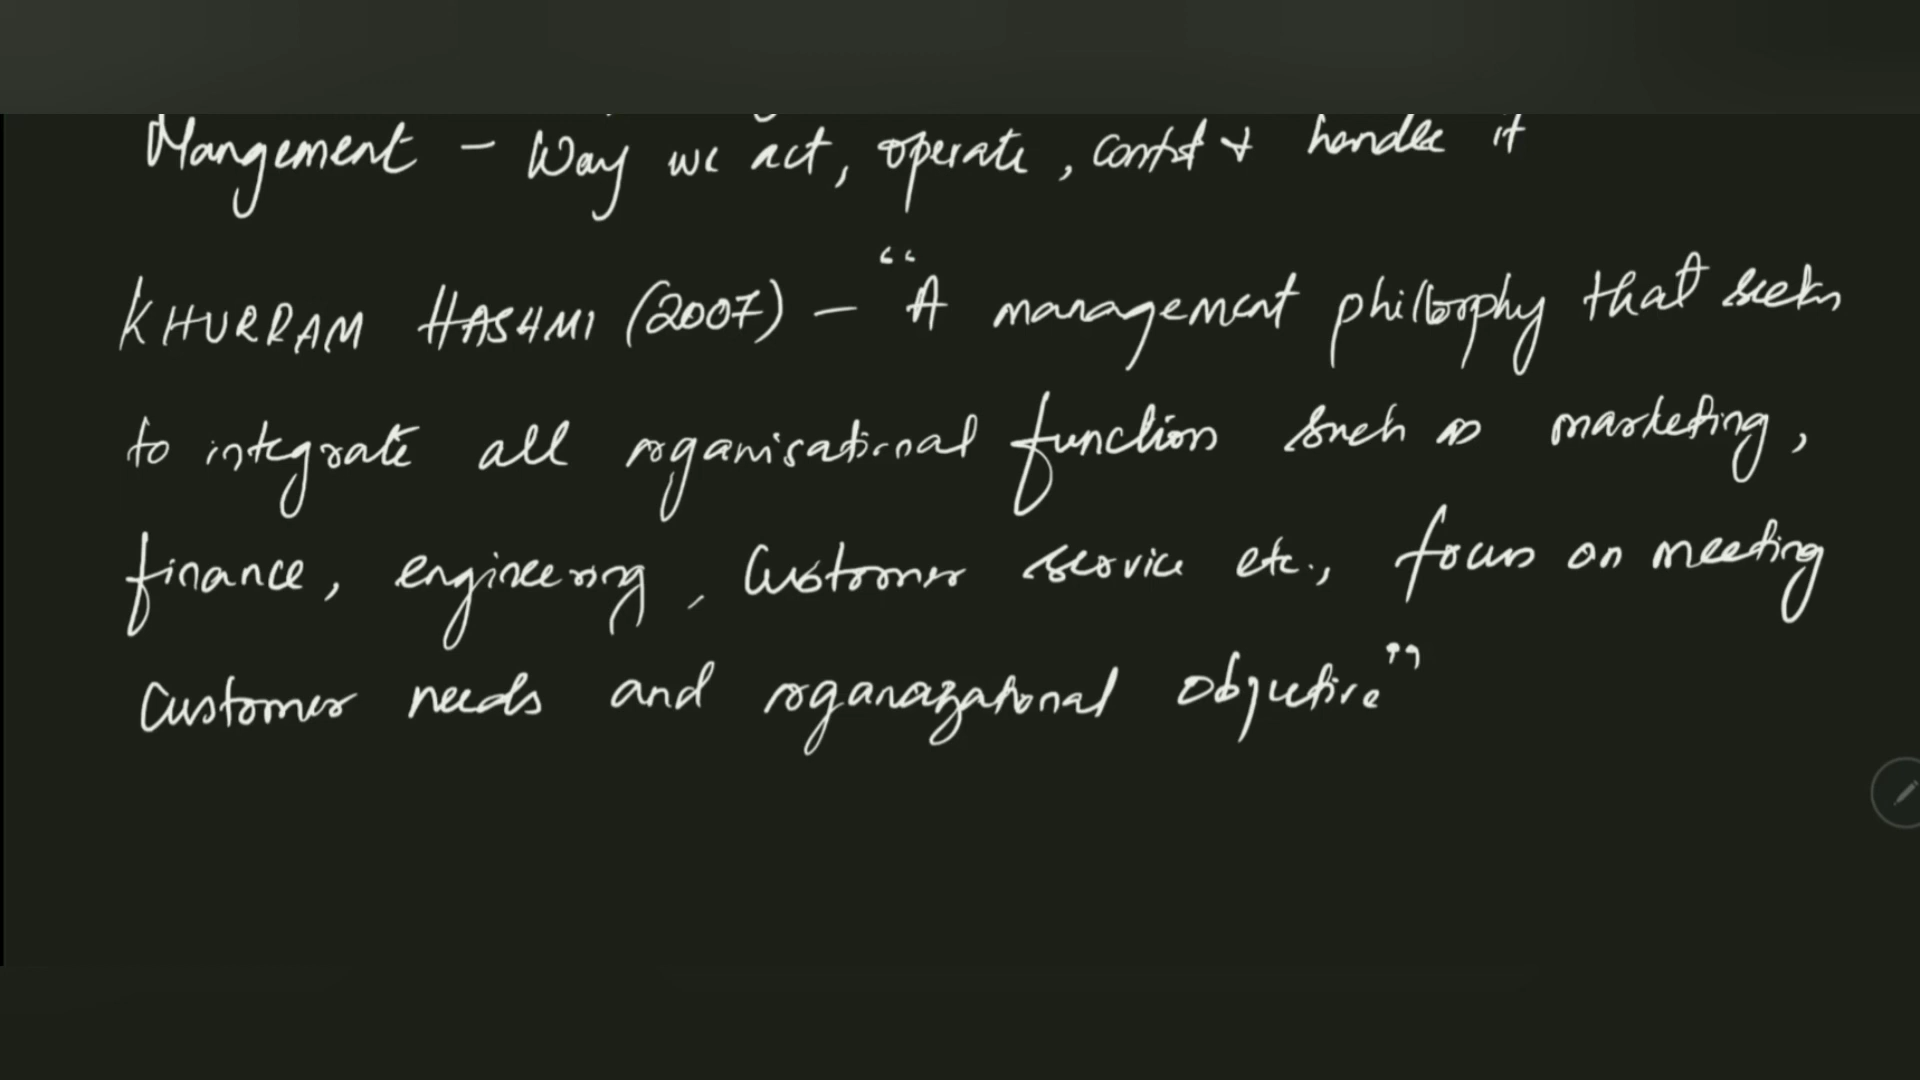 Mangement - Way we act, operate, & handle it
KHURRAM HASHMI (2007) - "A management philosophy that seeks
to integrate all organisational function such as marketing,
finance, engineering, Customer service etc., focus on meeting
Customer needs and organazational objective"